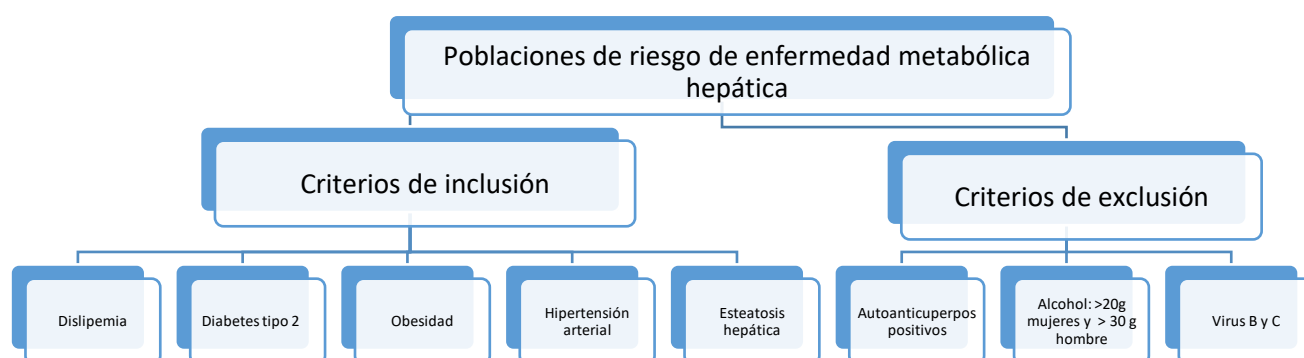 Poblaciones de riesgo de enfermedad metabólica
hepática
Criterios de inclusión
Criterios de exclusión
Dislipemia
Diabetes tipo 2
Obesidad
Hipertensión
arterial
Esteatosis
hepática
Autoanticuperpos
positivos
Alcohol: >20g
mujeres y > 30 g
hombre
Virus B y C